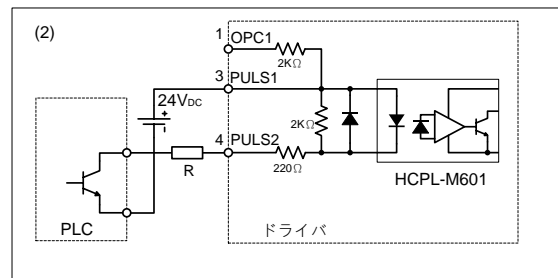 (2)
1 OPC1
2KΩ
3 PULS1
24VDC
+
2KΩ
4 PULS2
R
220Ω
HCPL-M601
PLC
ドライバ